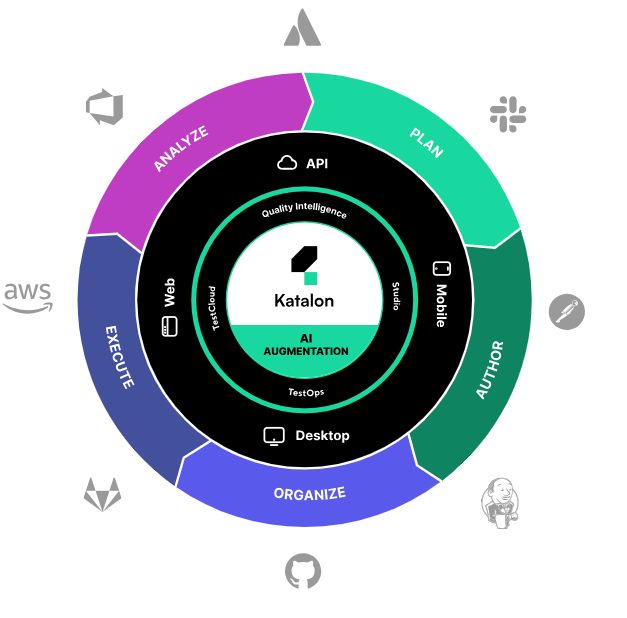 ANALYZE
PLAN
API
Quality Intelligence
aws
Web
TestCloud
Katalon
Studio
Mobile
AI
AUGMENTATION
EXECUTE
AUTHOR
TestOps
Desktop
ORGANIZE